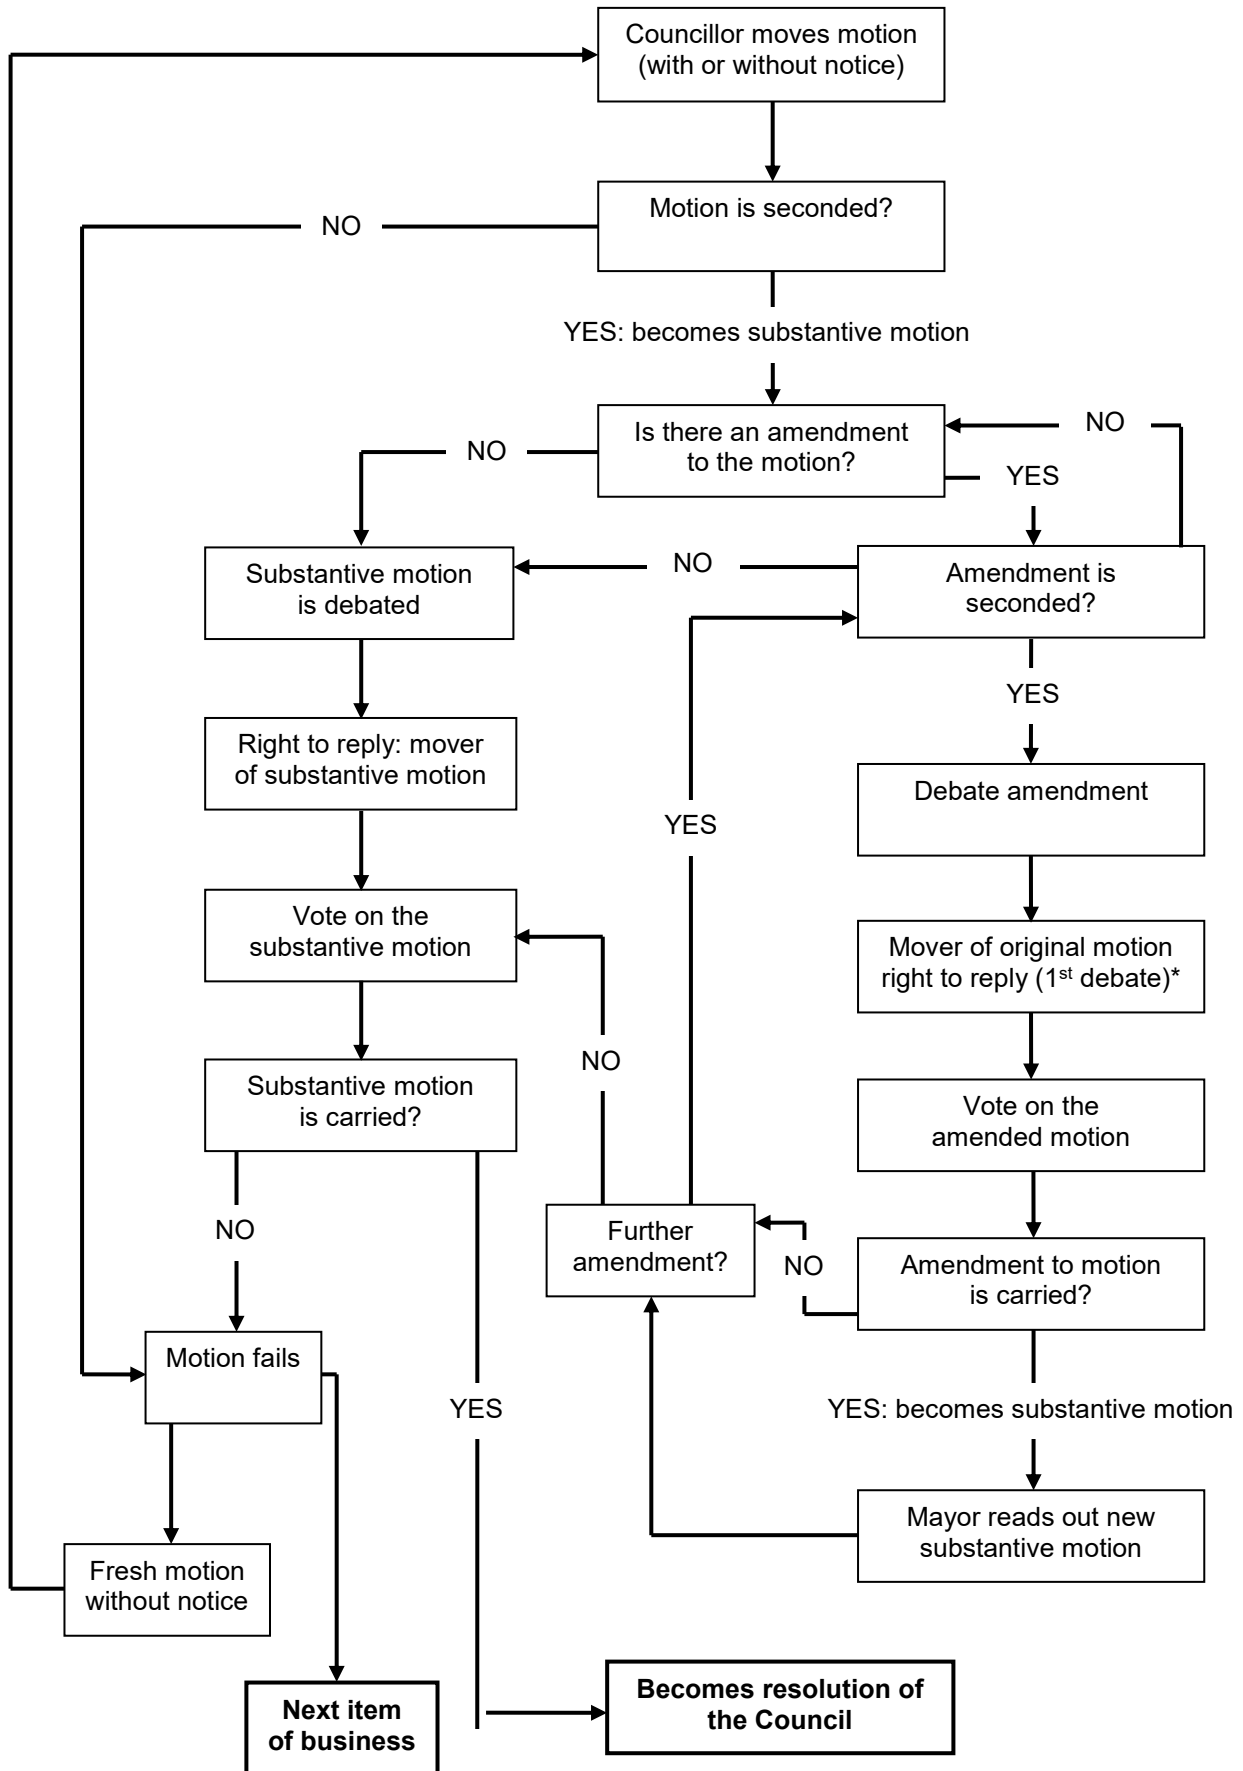 Councillor moves motion
(with or without notice)
Motion is seconded?
NO
YES: becomes substantive motion
Is there an amendment
to the motion?
NO
NO
YES
Substantive motion
is debated
NO
Amendment is
seconded?
YES
Right to reply: mover
of substantive motion
Debate amendment
YES
Vote on the
substantive motion
Mover of original motion
right to reply (1st debate)*
NO
Substantive motion
is carried?
Vote on the
amended motion
NO
Further
amendment?
NO
Amendment to motion
is carried?
Motion fails
YES
YES: becomes substantive motion
Mayor reads out new
substantive motion
Fresh motion
without notice
Next item
of business
Becomes resolution of
the Council